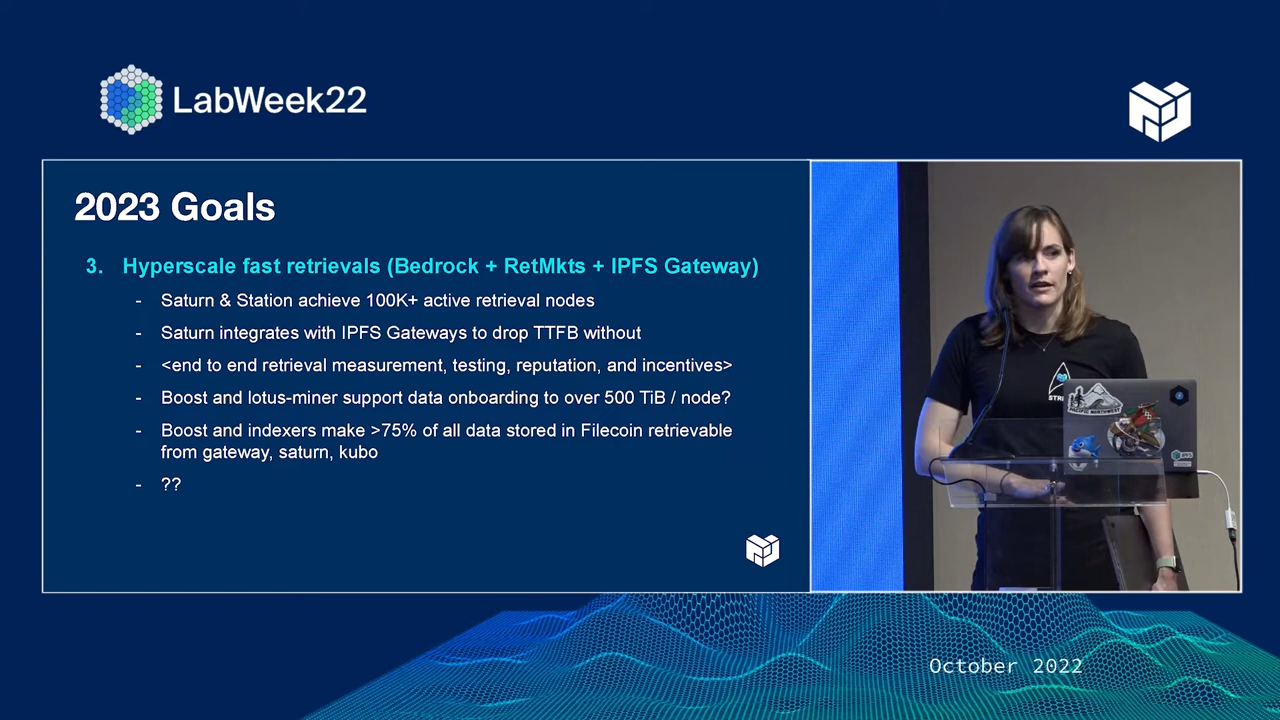 LabWeek22
2023 Goals
3. Hyperscale fast retrievals (Bedrock + RetMkts + IPFS Gateway)
- Saturn & Station achieve 100K+ active retrieval nodes
- Saturn integrates with IPFS Gateways to drop TTFB without
- <end to end retrieval measurement, testing, reputation, and incentives>
- Boost and lotus-miner support data onboarding to over 500 TiB / node?
- Boost and indexers make >75% of all data stored in Filecoin retrievable
from gateway, saturn, kubo
- ??
PACIFIC NORTHWEST
IPFS
October 2022